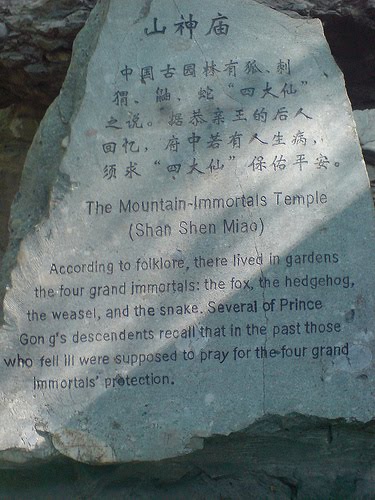 山神庙
中国古园林有狐、刺
猬、鼬、蛇“四大仙”
之说。据恭亲王的后人
回忆，府中若有人生病，
须求“四大仙”保佑平安。
The Mountain-Immortals Temple
(Shan Shen Miao)
According to folklore, there lived in gardens
the four grand immortals: the fox, the hedgehog,
the weasel, and the snake. Several of Prince
Gong's descendents recall that in the past those
who fell ill were supposed to pray for the four grand
immortals' protection.